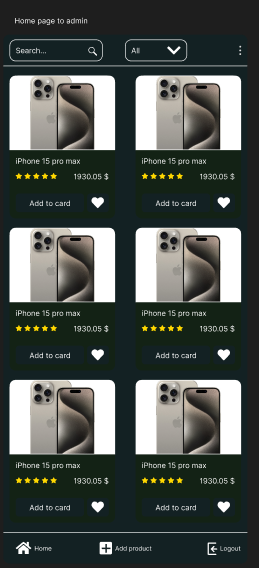 Home page to admin
Search...
All
iPhone 15 pro max
1930.05 $
Add to card
iPhone 15 pro max
1930.05 $
Add to card
iPhone 15 pro max
1930.05 $
Add to card
iPhone 15 pro max
1930.05 $
Add to card
iPhone 15 pro max
1930.05 $
Add to card
iPhone 15 pro max
1930.05 $
Add to card
Home
Add product
Logout